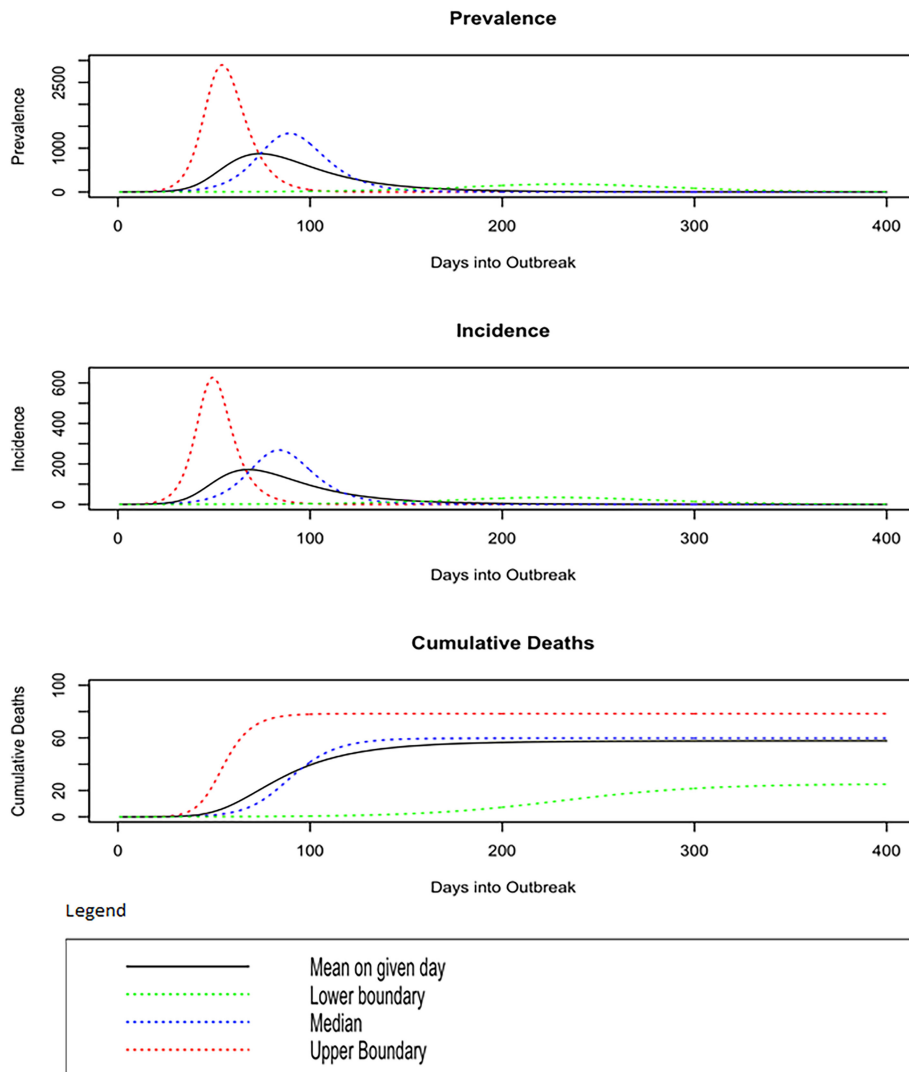 Prevalence
Prevalence
2500
1000
0
0 100 200 300 400
Days into Outbreak
Incidence
Incidence
600
400
200
0
0 100 200 300 400
Days into Outbreak
Cumulative Deaths
Cumulative Deaths
100
60
20
0
0 100 200 300 400
Days into Outbreak
Legend
Mean on given day
Lower boundary
Median
Upper Boundary